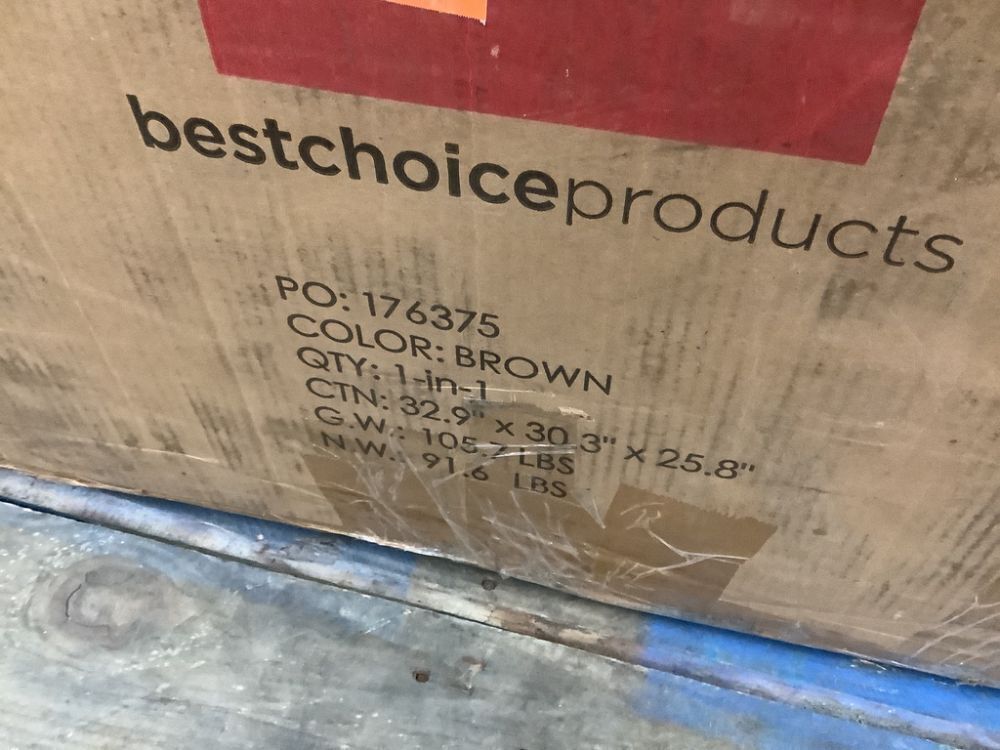 bestchoiceproducts
PO: 176375
COLOR: BROWN
QTY: 1-in-1
CTN: 32.9" x 30.3" x 25.8"
G.W.: 105.7 LBS
N.W.: 91.6 LBS